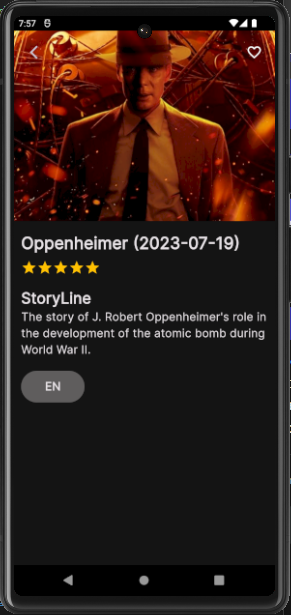 7:57
Oppenheimer (2023-07-19)
StoryLine
The story of J. Robert Oppenheimer's role in
the development of the atomic bomb during
World War II.
EN